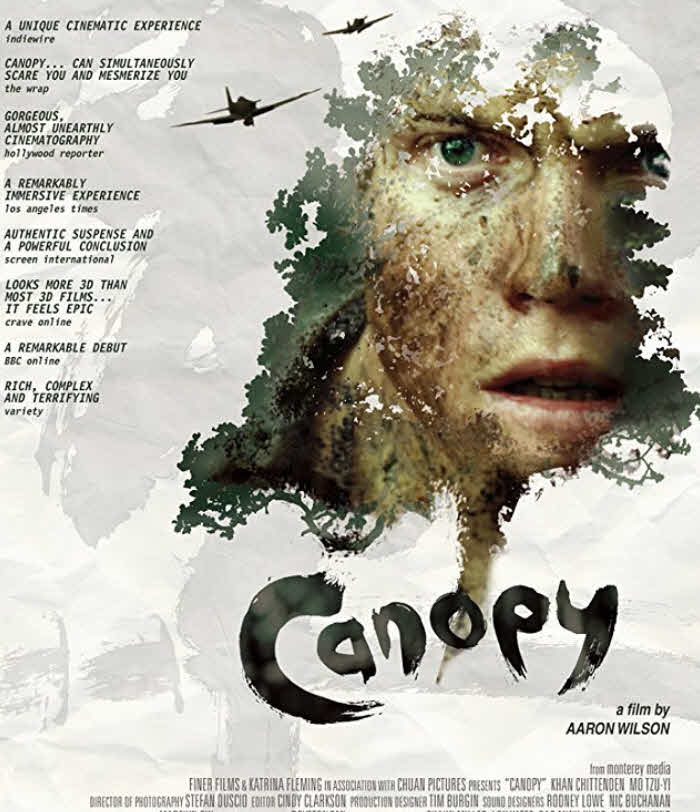 A UNIQUE CINEMATIC EXPERIENCE
indiewire
CANOPY... CAN SIMULTANEOUSLY
SCARE YOU AND MESMERIZE YOU
the wrap
GORGEOUS,
ALMOST UNEARTHLY
CINEMATOGRAPHY
hollywood reporter
A REMARKABLY
IMMERSIVE EXPERIENCE
los angeles times
AUTHENTIC SUSPENSE AND
A POWERFUL CONCLUSION
screen international
LOOKS MORE 3D THAN
MOST 3D FILMS...
IT FEELS EPIC
crave online
A REMARKABLE DEBUT
BBC online
RICH, COMPLEX
AND TERRIFYING
variety
Canopy
a film by
AARON WILSON
from monterey media
FINER FILMS & KATRINA FLEMING IN ASSOCIATION WITH CHUAN PICTURES PRESENTS "CANOPY" KHAN CHITTENDEN MO TZU-YI
DIRECTOR OF PHOTOGRAPHY STEFAN DUSCIO EDITOR CINDY CLARKSON PRODUCTION DESIGNER TIM BURGIN SOUND DESIGNERS RODNEY LOWE NICO BUCHANAN